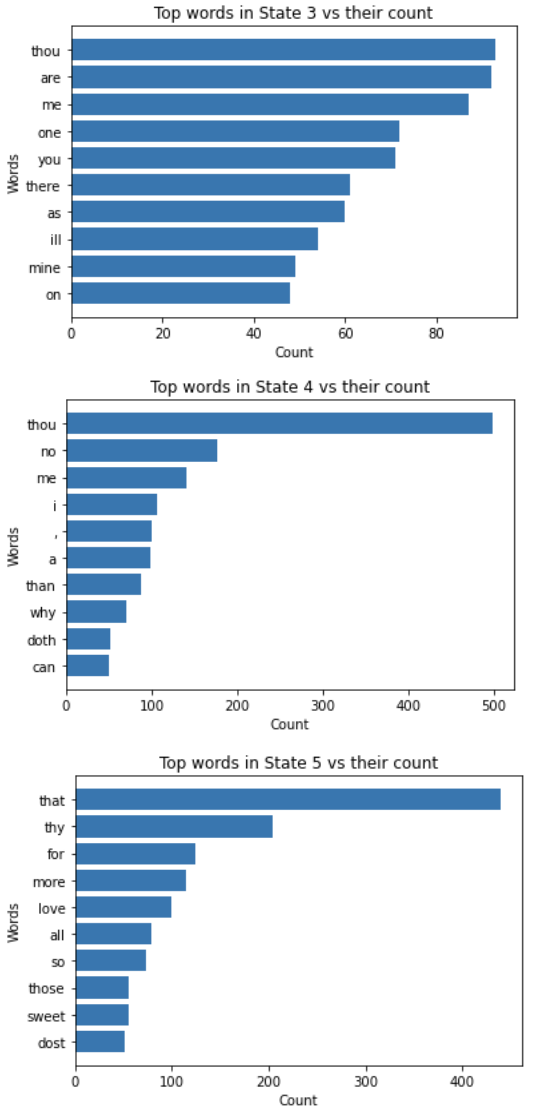 Top words in State 3 vs their count
thou
are
me
one
you
there
as
ill
mine
on
Words
0 20 40 60 80
Count
Top words in State 4 vs their count
thou
no
me
i
,
a
than
why
doth
can
Words
0 100 200 300 400 500
Count
Top words in State 5 vs their count
that
thy
for
more
love
all
so
those
sweet
dost
Words
0 100 200 300 400
Count